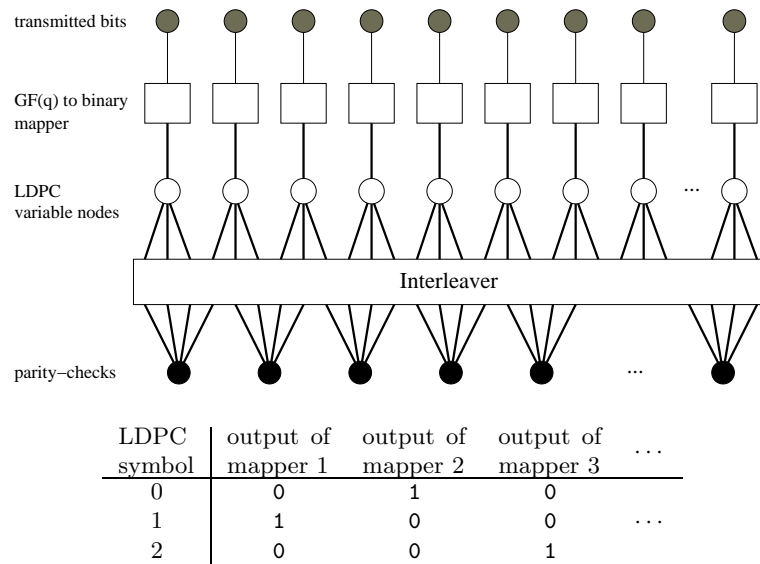 transmitted bits
GF(q) to binary
mapper
LDPC
variable nodes
...
Interleaver
parity−checks
...
LDPC output of output of output of
symbol mapper 1 mapper 2 mapper 3 ...
0 0 1 0
1 1 0 0 ...
2 0 0 1